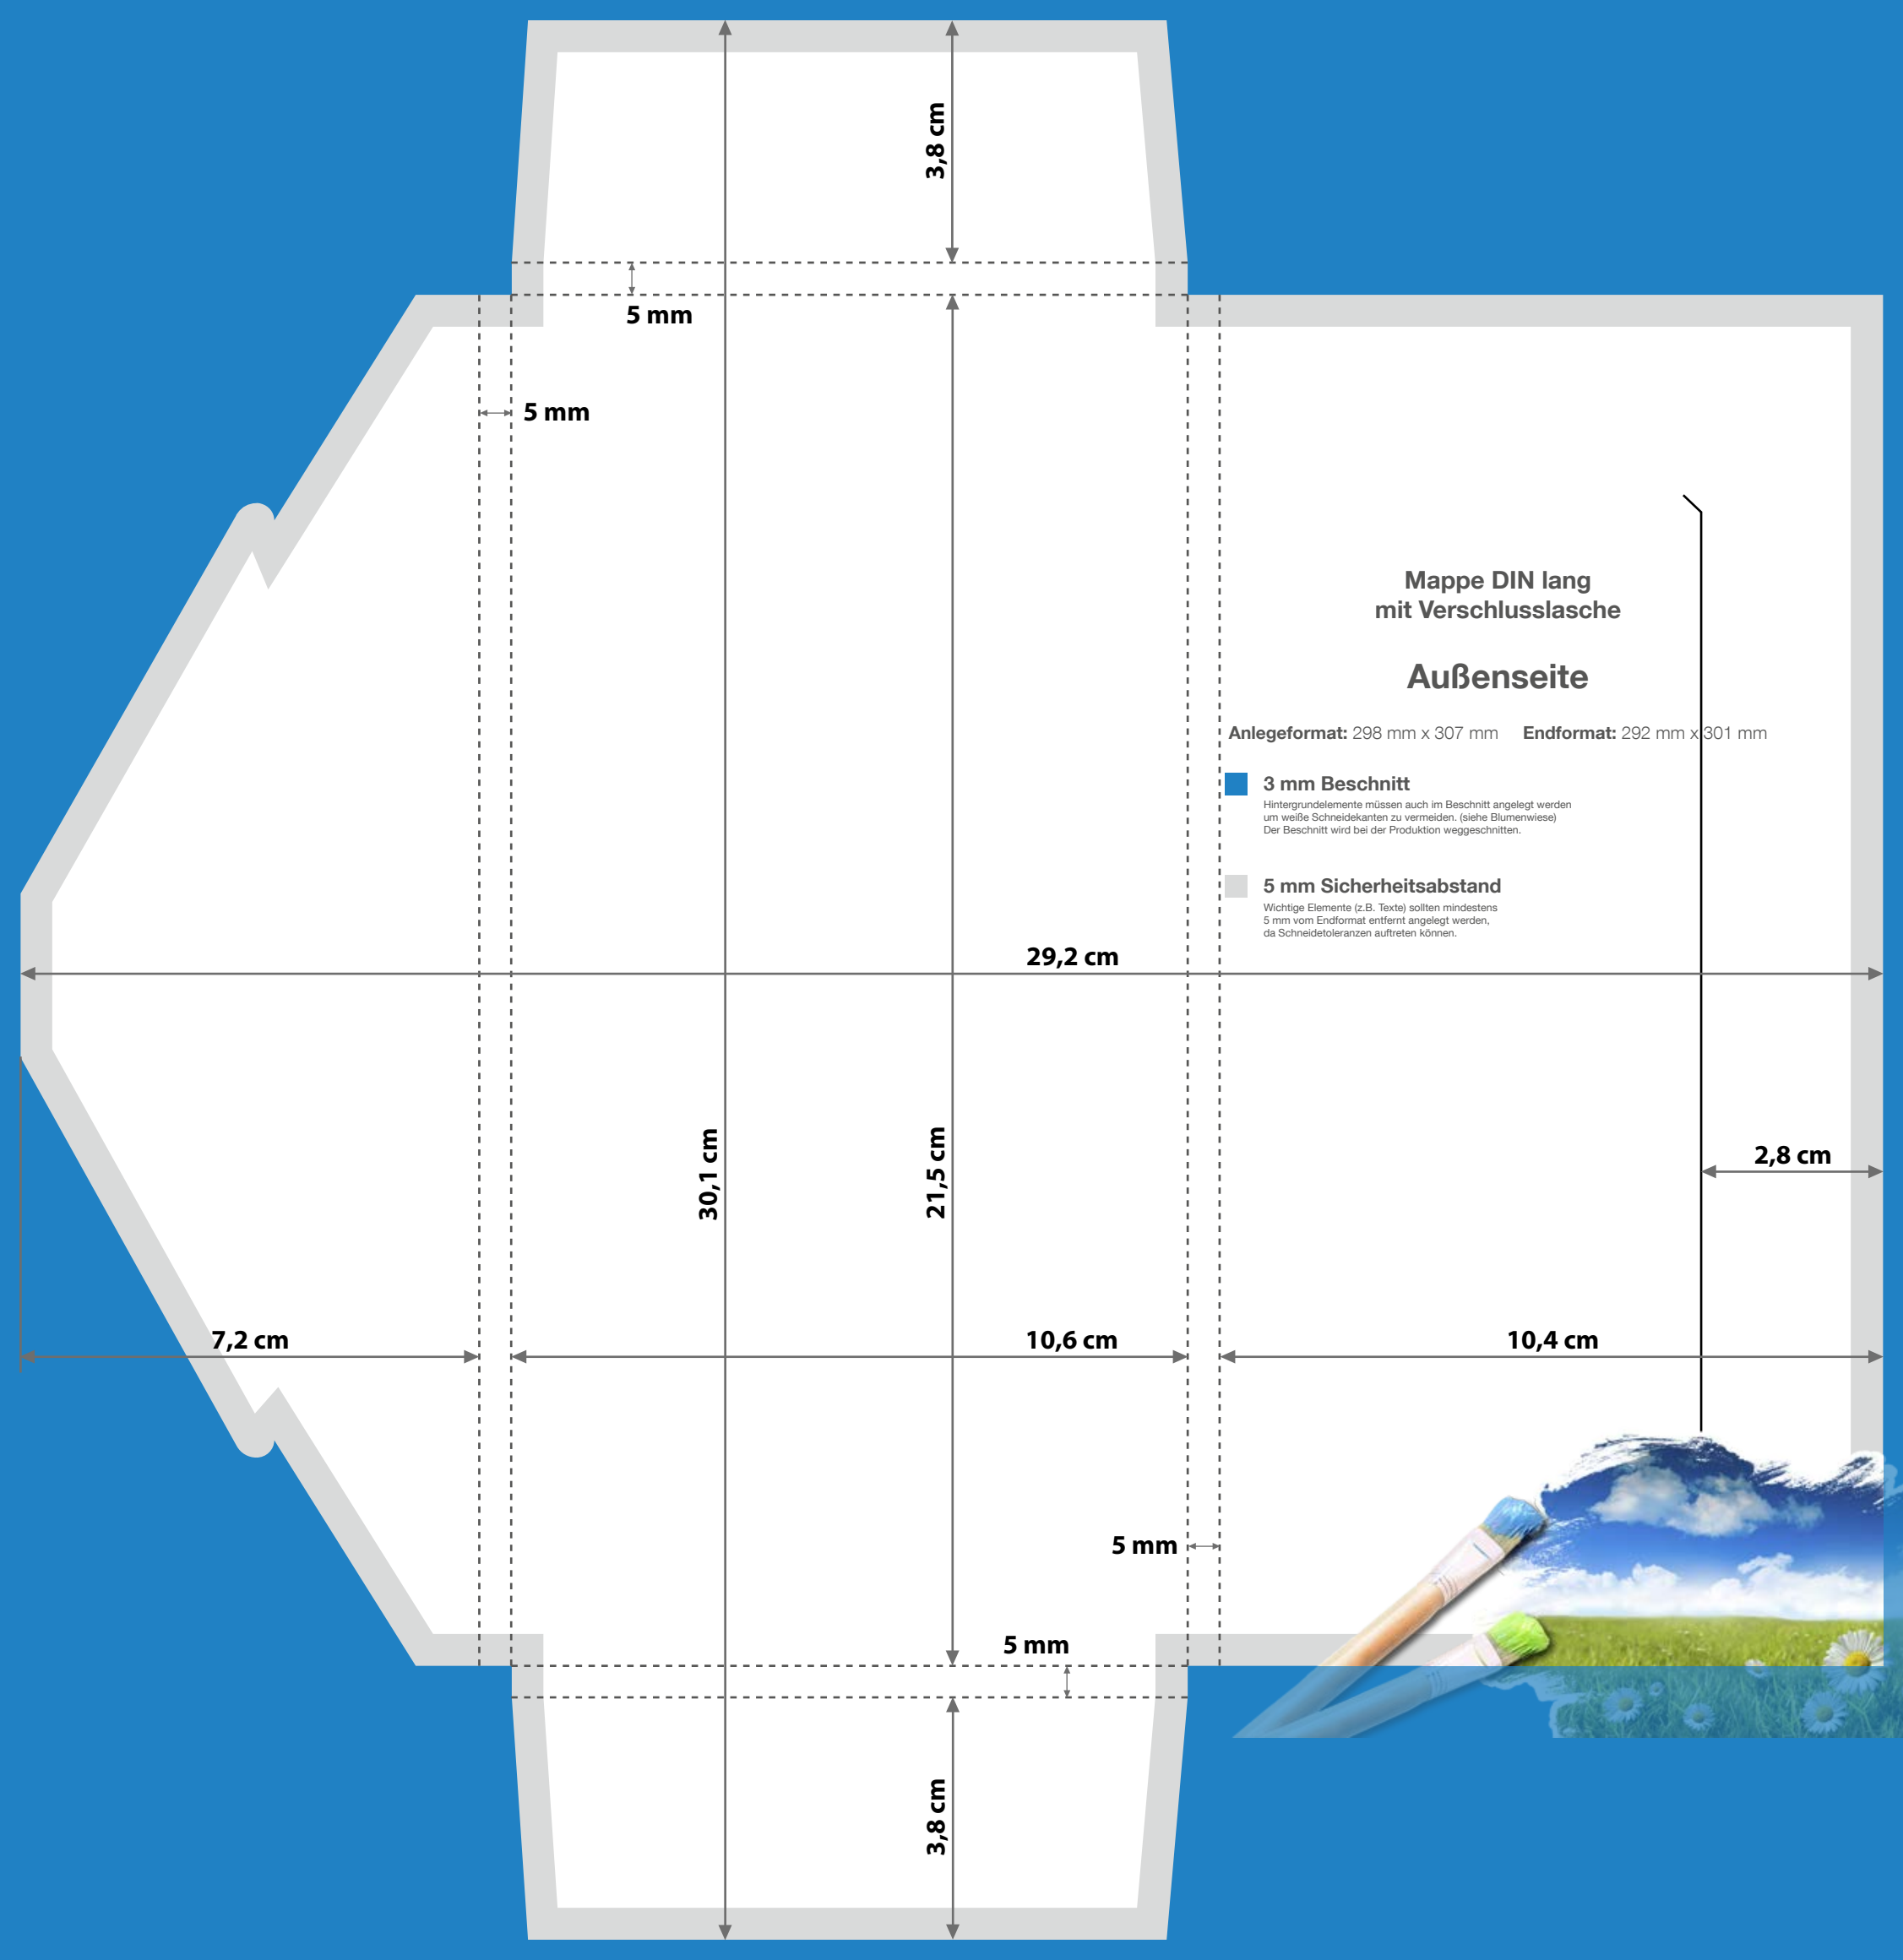 3,8 cm
5 mm
5 mm
Mappe DIN lang
mit Verschlusslasche
Außenseite
Anlegeformat: 298 mm x 307 mm Endformat: 292 mm x 301 mm
3 mm Beschnitt
Hintergrundelemente müssen auch im Beschnitt angelegt werden
um weiße Schneidekanten zu vermeiden. (siehe Blumenwiese)
Der Beschnitt wird bei der Produktion weggeschnitten.
5 mm Sicherheitsabstand
Wichtige Elemente (z.B. Texte) sollten mindestens
5 mm vom Endformat entfernt angelegt werden,
da Schneidetoleranzen auftreten können.
29,2 cm
30,1 cm
21,5 cm
2,8 cm
7,2 cm
10,6 cm
10,4 cm
5 mm
5 mm
3,8 cm